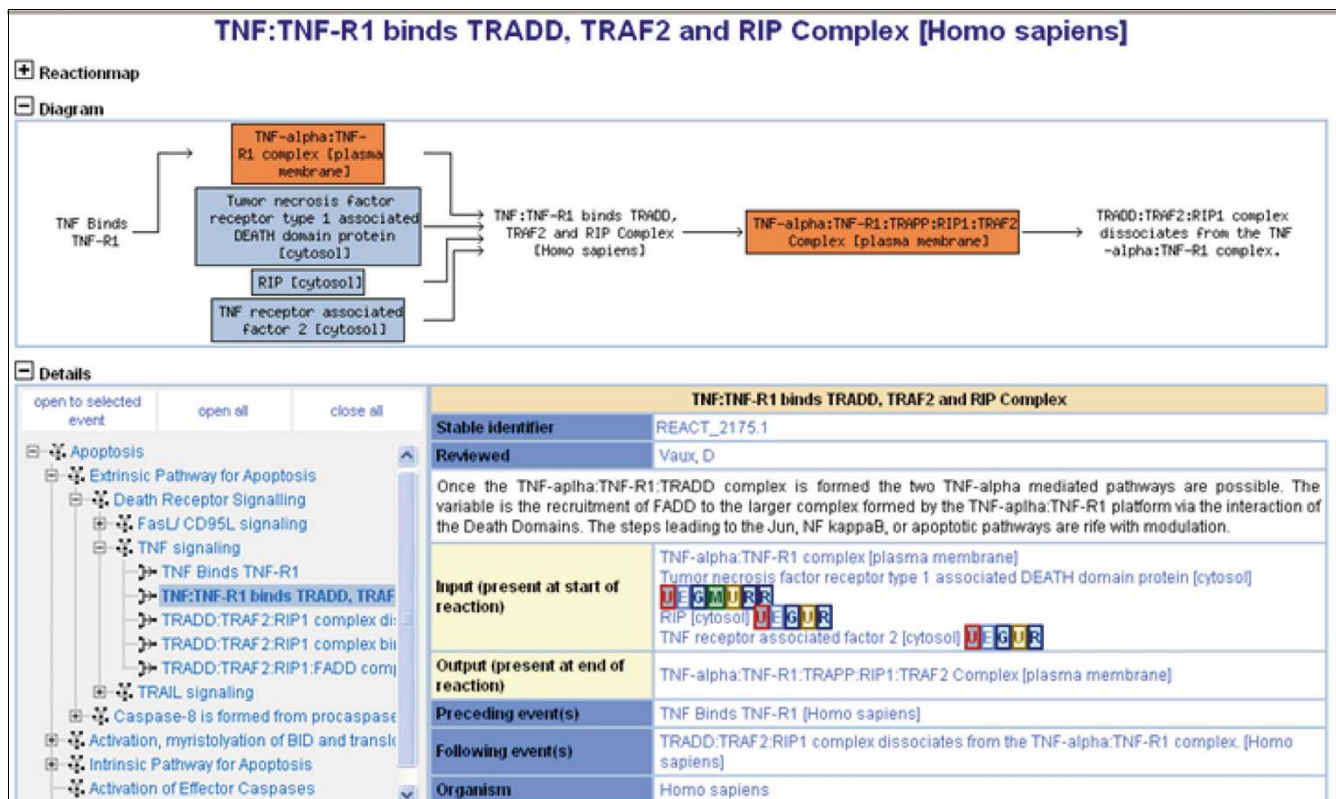 TNF:TNF-R1 binds TRADD, TRAF2 and RIP Complex [Homo sapiens]
Reactionmap
Diagram
TNF Binds
TNF-R1
TNF-alpha:TNF-
R1 complex [plasma
membrane]
Tumor necrosis factor
receptor type 1 associated
DEATH domain protein
[cytosol]
RIP [cytosol]
TNF receptor associated
factor 2 [cytosol]
TNF:TNF-R1 binds TRADD,
TRAF2 and RIP Complex
[Homo sapiens]
TNF-alpha:TNF-R1:TRAPP:RIP1:TRAF2
Complex [plasma membrane]
TRADD:TRAF2:RIP1 complex
dissociates from the TNF
-alpha:TNF-R1 complex.
Details
open to selected
event
open all
close all
Apoptosis
Extrinsic Pathway for Apoptosis
Death Receptor Signalling
FasL/ CD95L signaling
TNF signaling
TNF Binds TNF-R1
TNF:TNF-R1 binds TRADD, TRAF
TRADD:TRAF2:RIP1 complex di
TRADD:TRAF2:RIP1 complex bi
TRADD:TRAF2:RIP1:FADD comp
TRAIL signaling
Caspase-8 is formed from procaspase
Activation, myristolyation of BID and translo
Intrinsic Pathway for Apoptosis
Activation of Effector Caspases
TNF:TNF-R1 binds TRADD, TRAF2 and RIP Complex
Stable identifier REACT_2175.1
Reviewed Vaux, D
Once the TNF-aplha:TNF-R1:TRADD complex is formed the two TNF-alpha mediated pathways are possible. The
variable is the recruitment of FADD to the larger complex formed by the TNF-aplha:TNF-R1 platform via the interaction of
the Death Domains. The steps leading to the Jun, NF kappaB, or apoptotic pathways are rife with modulation.
Input (present at start of
reaction)
TNF-alpha:TNF-R1 complex [plasma membrane]
Tumor necrosis factor receptor type 1 associated DEATH domain protein [cytosol]
U E G M U R R
RIP [cytosol] U E G U R
TNF receptor associated factor 2 [cytosol] U E G U R
Output (present at end of
reaction)
TNF-alpha:TNF-R1:TRAPP:RIP1:TRAF2 Complex [plasma membrane]
Preceding event(s) TNF Binds TNF-R1 [Homo sapiens]
Following event(s)
TRADD:TRAF2:RIP1 complex dissociates from the TNF-alpha:TNF-R1 complex. [Homo
sapiens]
Organism Homo sapiens